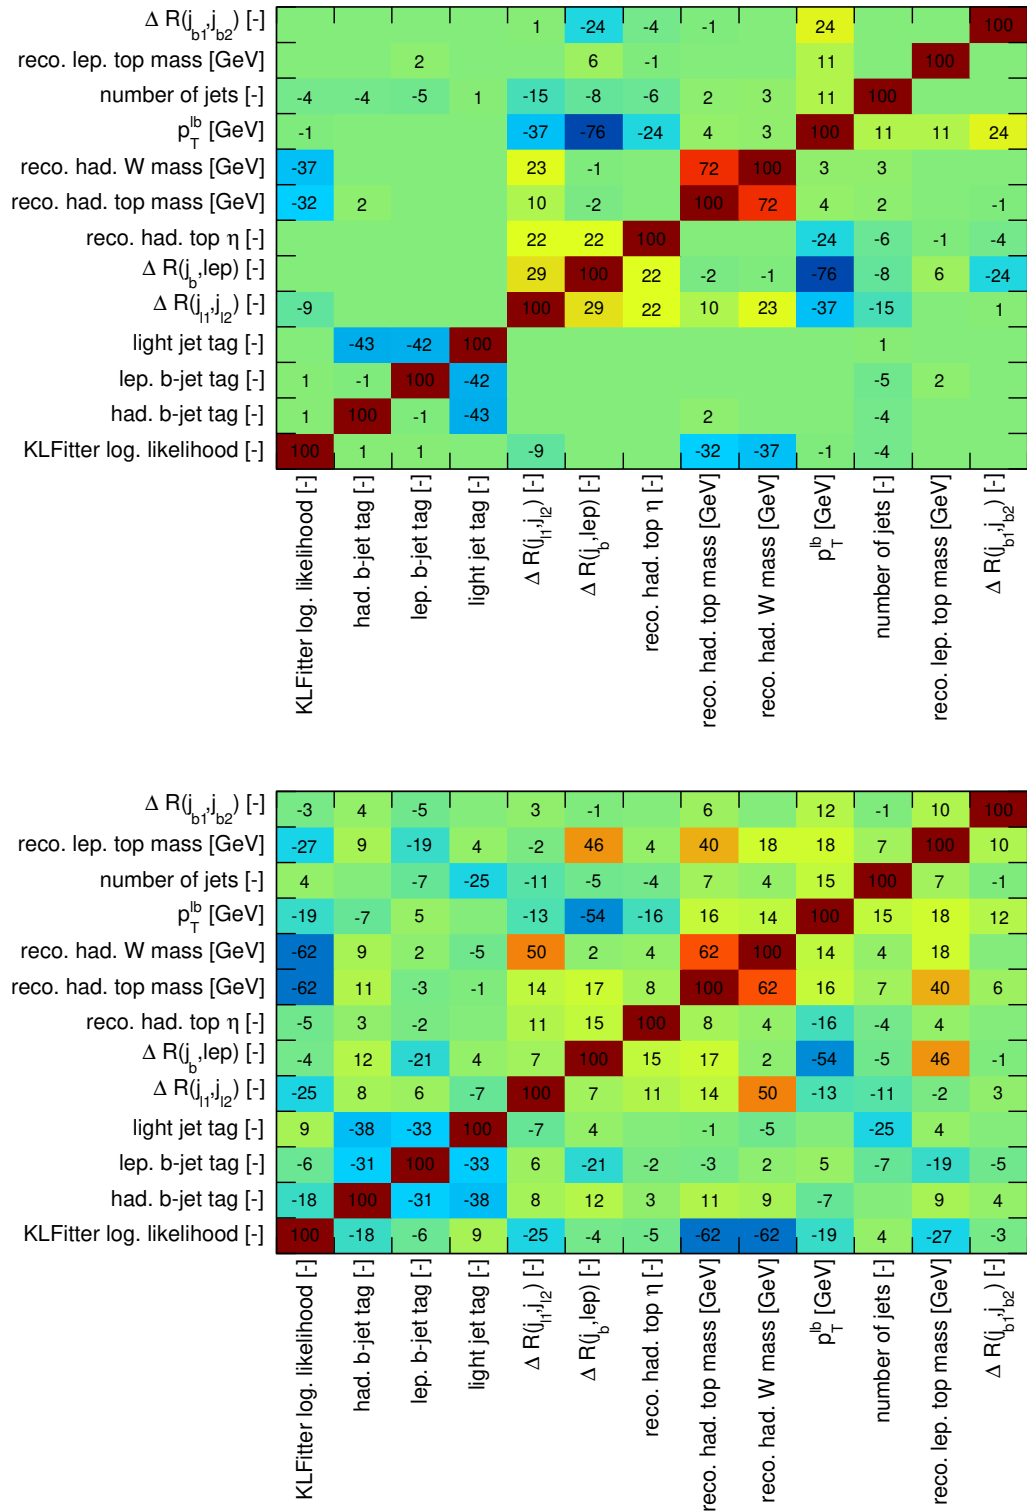 Δ R(j_b1,j_b2) [-] 1 -24 -4 -1 24 100
reco. lep. top mass [GeV] 2 6 -1 11 100
number of jets [-] -4 -4 -5 1 -15 -8 -6 2 3 11 100
p_T^lb [GeV] -1 -37 -76 -24 4 3 100 11 11 24
reco. had. W mass [GeV] -37 23 -1 72 100 3 3
reco. had. top mass [GeV] -32 2 10 -2 100 72 4 2 -1
reco. had. top η [-] 22 22 100 -24 -6 -1 -4
Δ R(j_b,lep) [-] 29 100 22 -2 -1 -76 -8 6 -24
Δ R(j_l1,j_l2) [-] -9 100 29 22 10 23 -37 -15 1
light jet tag [-] -43 -42 100 1
lep. b-jet tag [-] 1 -1 100 -42 -5 2
had. b-jet tag [-] 1 100 -1 -43 2 -4
KLFitter log. likelihood [-] 100 1 1 -9 -32 -37 -1 -4
KLFitter log. likelihood [-]
had. b-jet tag [-]
lep. b-jet tag [-]
light jet tag [-]
Δ R(j_l1,j_l2) [-]
Δ R(j_b,lep) [-]
reco. had. top η [-]
reco. had. top mass [GeV]
reco. had. W mass [GeV]
p_T^lb [GeV]
number of jets [-]
reco. lep. top mass [GeV]
Δ R(j_b1,j_b2) [-]
Δ R(j_b1,j_b2) [-] -3 4 -5 3 -1 6 12 -1 10 100
reco. lep. top mass [GeV] -27 9 -19 4 -2 46 4 40 18 18 7 100 10
number of jets [-] 4 -7 -25 -11 -5 -4 7 4 15 100 7 -1
p_T^lb [GeV] -19 -7 5 -13 -54 -16 16 14 100 15 18 12
reco. had. W mass [GeV] -62 9 2 -5 50 2 4 62 100 14 4 18
reco. had. top mass [GeV] -62 11 -3 -1 14 17 8 100 62 16 7 40 6
reco. had. top η [-] -5 3 -2 11 15 100 8 4 -16 -4 4
Δ R(j_b,lep) [-] -4 12 -21 4 7 100 15 17 2 -54 -5 46 -1
Δ R(j_l1,j_l2) [-] -25 8 6 -7 100 7 11 14 50 -13 -11 -2 3
light jet tag [-] 9 -38 -33 100 -7 4 -1 -5 -25 4
lep. b-jet tag [-] -6 -31 100 -33 6 -21 -2 -3 2 5 -7 -19 -5
had. b-jet tag [-] -18 100 -31 -38 8 12 3 11 9 -7 9 4
KLFitter log. likelihood [-] 100 -18 -6 9 -25 -4 -5 -62 -62 -19 4 -27 -3
KLFitter log. likelihood [-]
had. b-jet tag [-]
lep. b-jet tag [-]
light jet tag [-]
Δ R(j_l1,j_l2) [-]
Δ R(j_b,lep) [-]
reco. had. top η [-]
reco. had. top mass [GeV]
reco. had. W mass [GeV]
p_T^lb [GeV]
number of jets [-]
reco. lep. top mass [GeV]
Δ R(j_b1,j_b2) [-]